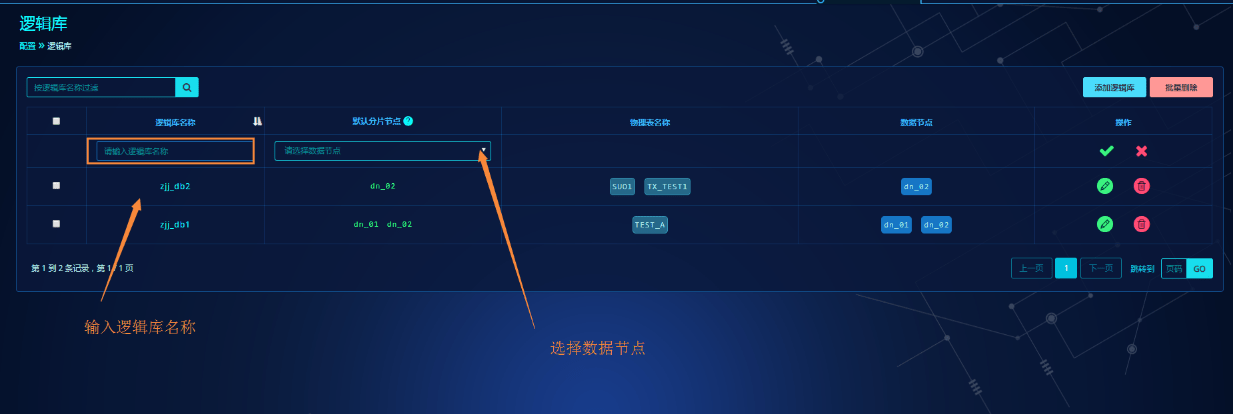 逻辑库
配置 » 逻辑库
按逻辑库名称过滤
添加逻辑库 批量删除
逻辑库名称 默认分片节点 ? 物理表名称 数据节点 操作
请输入逻辑库名称 请选择数据节点
zjj_db2 dn_02 SUO1 TX_TEST1 dn_02
zjj_db1 dn_01 dn_02 TEST_A dn_01 dn_02
第 1 到 2 条记录，第 1 / 1 页 上一页 1 下一页 跳转到 页码 GO
输入逻辑库名称
选择数据节点